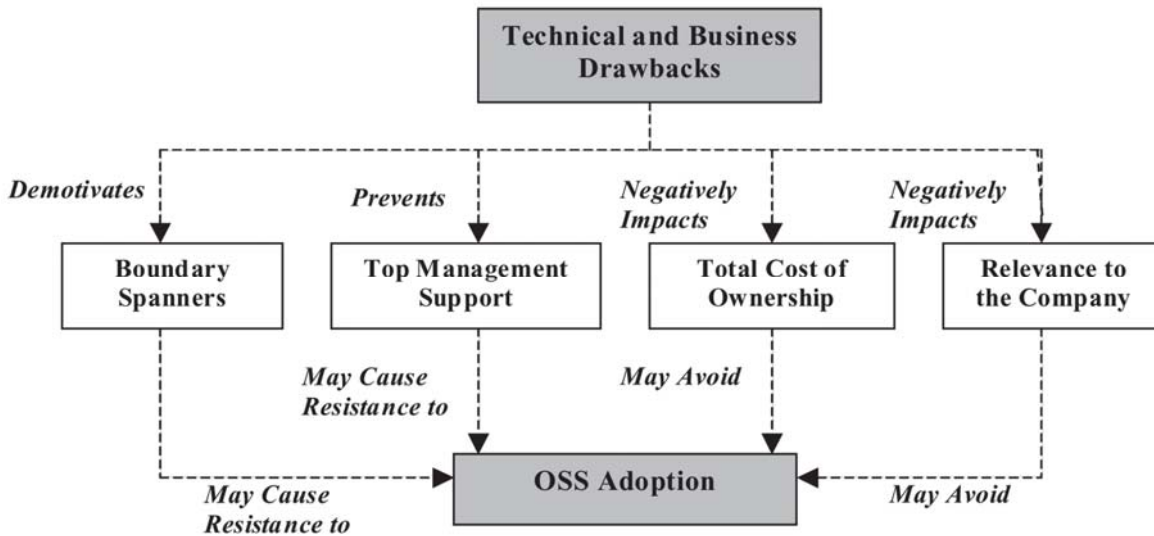 Technical and Business
Drawbacks
Demotivates
Prevents
Negatively
Impacts
Negatively
Impacts
Boundary
Spanners
Top Management
Support
Total Cost of
Ownership
Relevance to
the Company
May Cause
Resistance to
May Avoid
OSS Adoption
May Cause
Resistance to
May Avoid